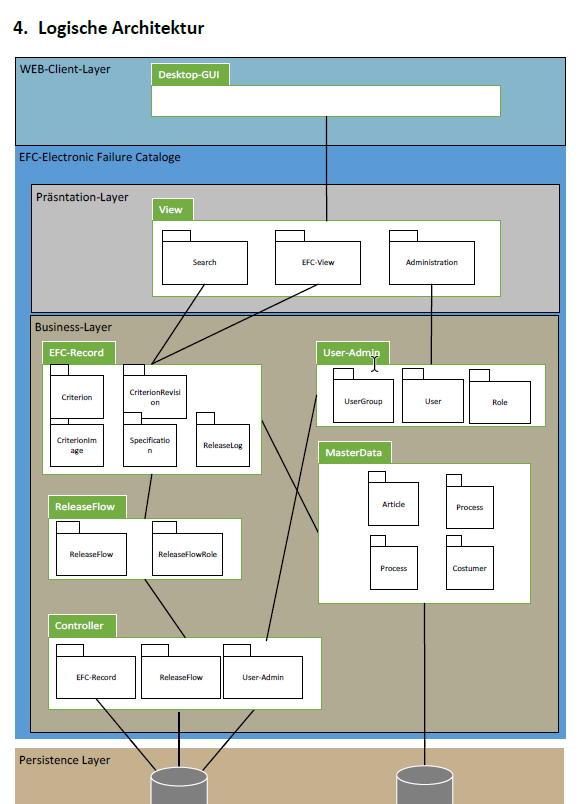 4. Logische Architektur
WEB-Client-Layer
Desktop-GUI
EFC-Electronic Failure Cataloge
Präsntation-Layer
View
Search
EFC-View
Administration
Business-Layer
EFC-Record
Criterion
CriterionRevisi
on
CriterionIm
age
Specificatio
n
ReleaseLog
User-Admin
UserGroup
User
Role
MasterData
Article
Process
Process
Costumer
ReleaseFlow
ReleaseFlow
ReleaseFlowRole
Controller
EFC-Record
ReleaseFlow
User-Admin
Persistence Layer